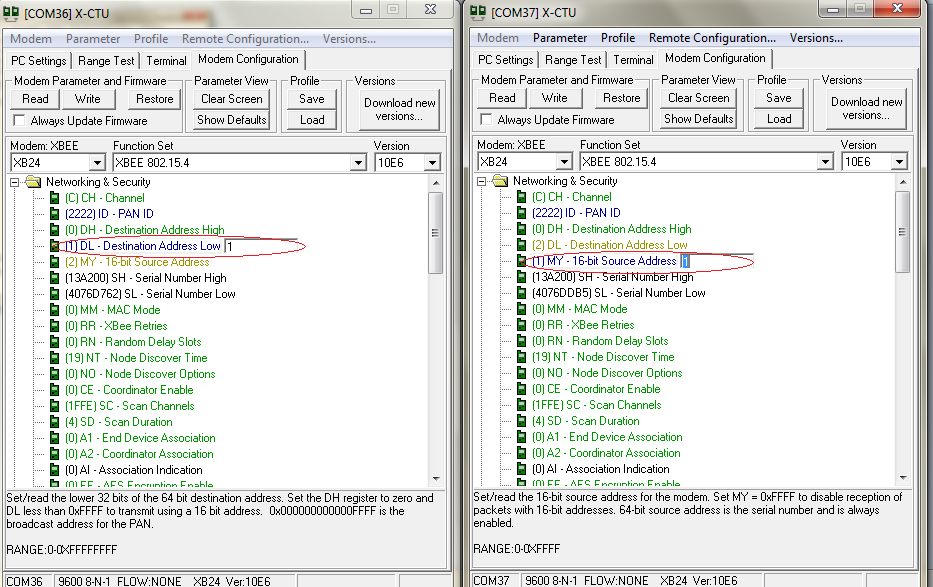 [COM36] X-CTU
Modem Parameter Profile Remote Configuration... Versions...
PC Settings Range Test Terminal Modem Configuration
Modem Parameter and Firmware Parameter View Profile Versions
Read Write Restore Clear Screen Save Download new versions...
Always Update Firmware Show Defaults Load
Modem: XBEE Function Set Version
XB24 XBEE 802.15.4 10E6
Networking & Security
(C) CH - Channel
(2222) ID - PAN ID
(0) DH - Destination Address High
(1) DL - Destination Address Low 1
(2) MY - 16-bit Source Address
(13A200) SH - Serial Number High
(4076D762) SL - Serial Number Low
(0) MM - MAC Mode
(0) RR - XBee Retries
(0) RN - Random Delay Slots
(19) NT - Node Discover Time
(0) NO - Node Discover Options
(0) CE - Coordinator Enable
(1FFE) SC - Scan Channels
(4) SD - Scan Duration
(0) A1 - End Device Association
(0) A2 - Coordinator Association
(0) AI - Association Indication
(0) EE - AES Encryption Enable
Set/read the lower 32 bits of the 64 bit destination address. Set the DH register to zero and
DL less than 0xFFFF to transmit using a 16 bit address. 0x000000000000FFFF is the
broadcast address for the PAN.
RANGE:0-0XFFFFFFFF
COM36 9600 8-N-1 FLOW:NONE XB24 Ver:10E6
[COM37] X-CTU
Modem Parameter Profile Remote Configuration... Versions...
PC Settings Range Test Terminal Modem Configuration
Modem Parameter and Firmware Parameter View Profile Versions
Read Write Restore Clear Screen Save Download new versions...
Always Update Firmware Show Defaults Load
Modem: XBEE Function Set Version
XB24 XBEE 802.15.4 10E6
Networking & Security
(C) CH - Channel
(2222) ID - PAN ID
(0) DH - Destination Address High
(2) DL - Destination Address Low
(1) MY - 16-bit Source Address 1
(13A200) SH - Serial Number High
(4076DDB5) SL - Serial Number Low
(0) MM - MAC Mode
(0) RR - XBee Retries
(0) RN - Random Delay Slots
(19) NT - Node Discover Time
(0) NO - Node Discover Options
(0) CE - Coordinator Enable
(1FFE) SC - Scan Channels
(4) SD - Scan Duration
(0) A1 - End Device Association
(0) A2 - Coordinator Association
(0) AI - Association Indication
(0) EE - AES Encryption Enable
Set/read the 16-bit source address for the modem. Set MY = 0xFFFF to disable reception of
packets with 16-bit addresses. 64-bit source address is the serial number and is always
enabled.
RANGE:0-0XFFFF
COM37 9600 8-N-1 FLOW:NONE XB24 Ver:10E6